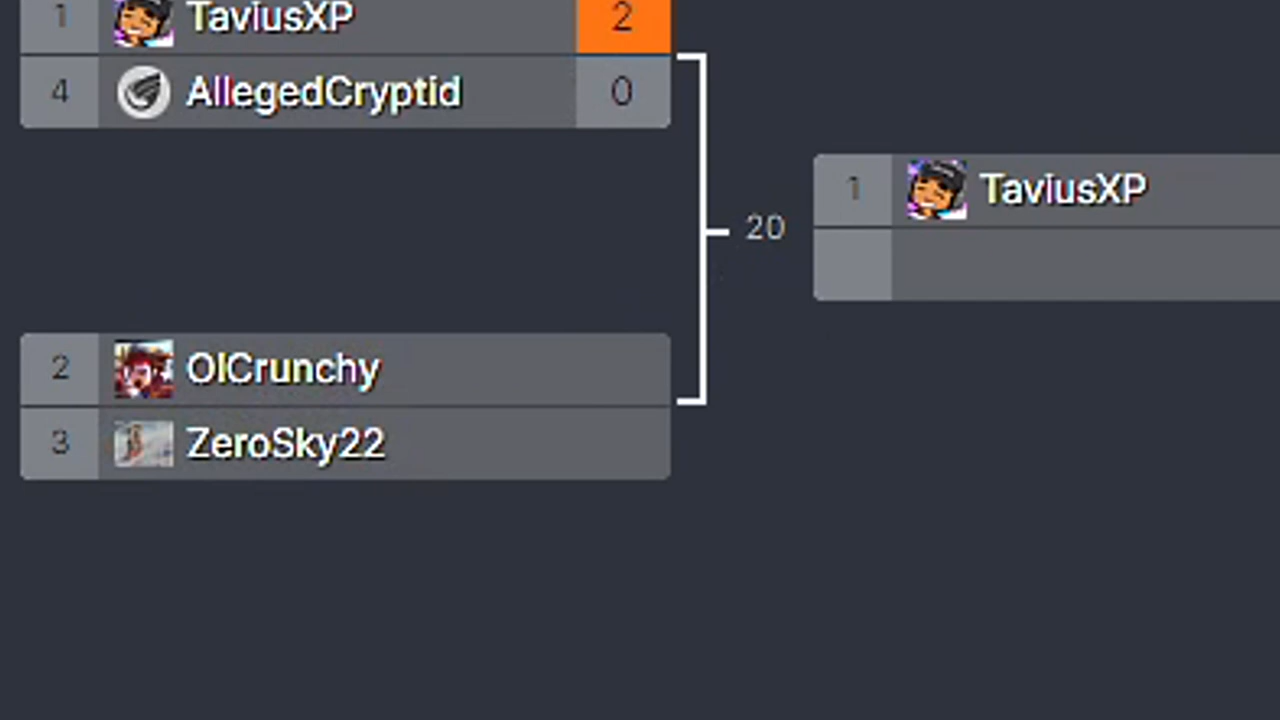 1 TaviusXP 2
4 AllegedCryptid 0
20
1 TaviusXP
2 OlCrunchy
3 ZeroSky22